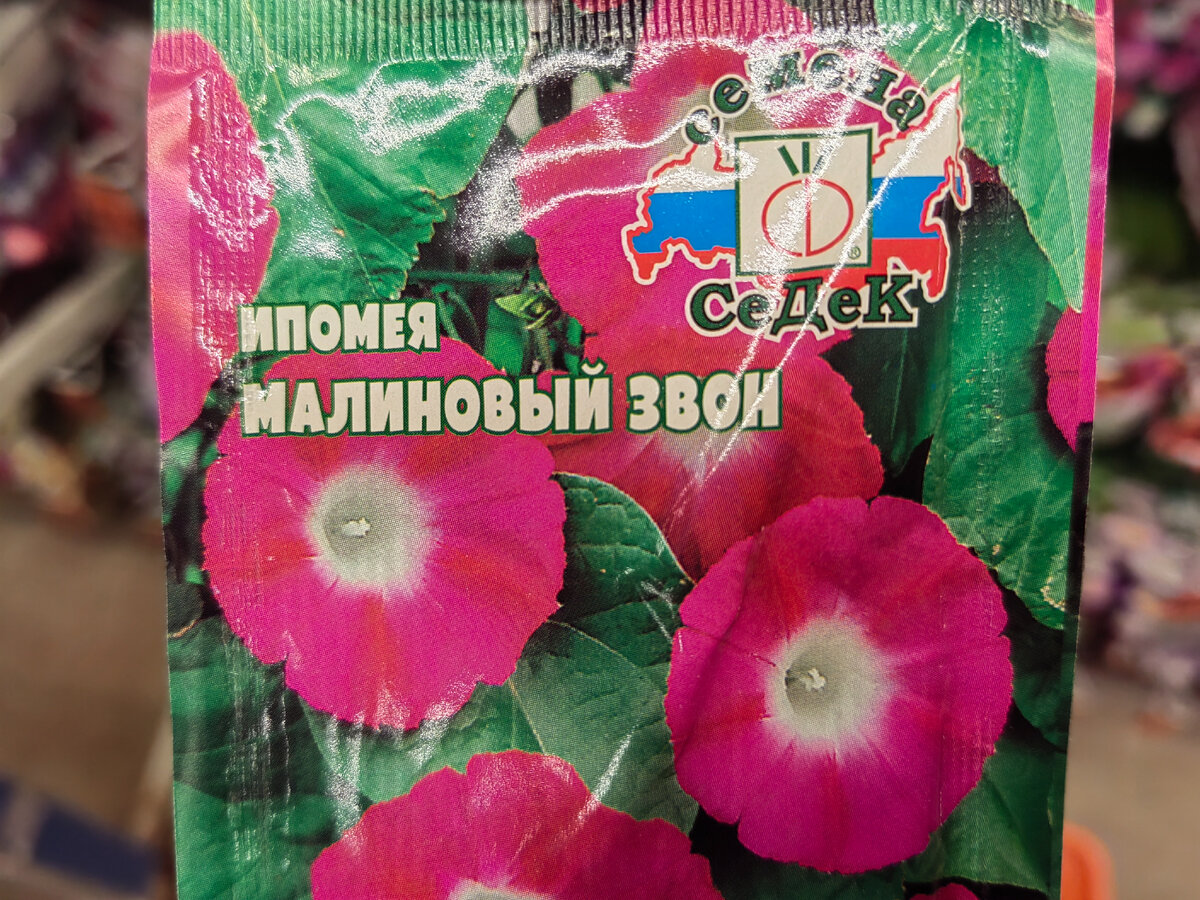 семена
®
СеДеК
ИПОМЕЯ
МАЛИНОВЫЙ ЗВОН